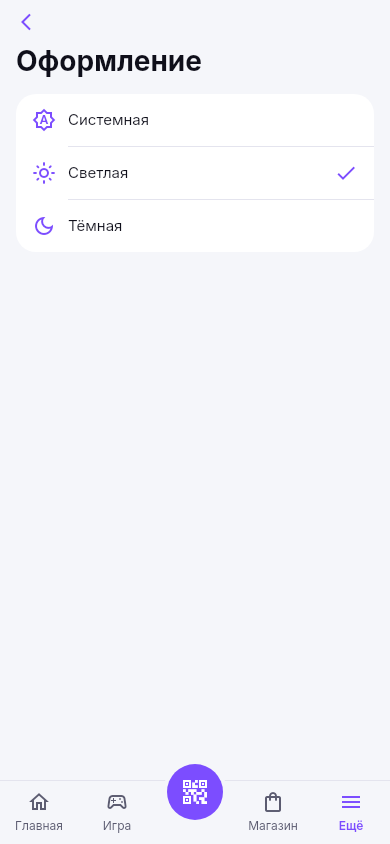 Оформление
Системная
Светлая
Тёмная
Главная
Игра
Магазин
Ещё